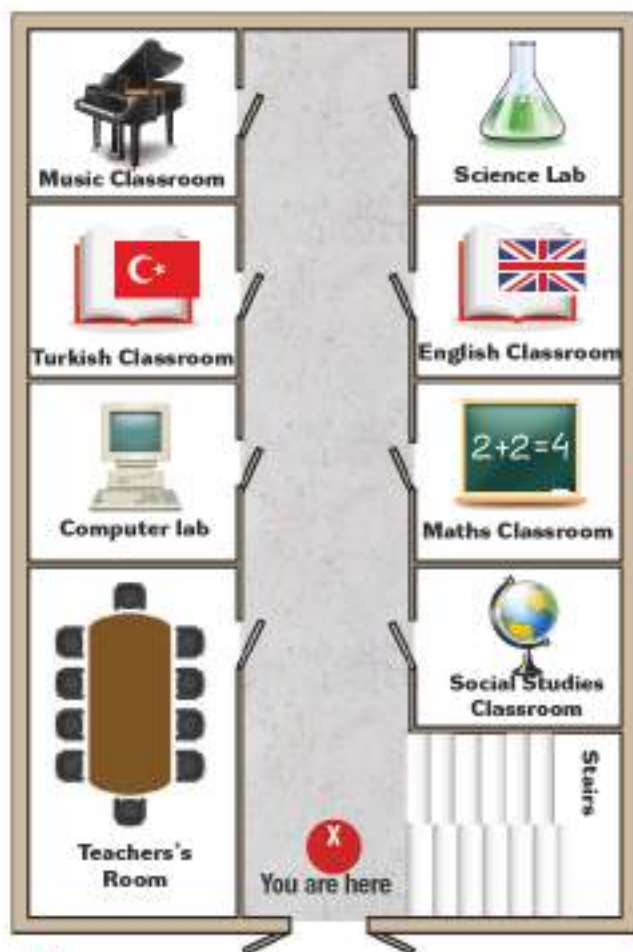 Music Classroom
Science Lab
Turkish Classroom
English Classroom
Computer lab
2+2=4
Maths Classroom
Social Studies
Classroom
Stairs
Teachers's
Room
X
You are here